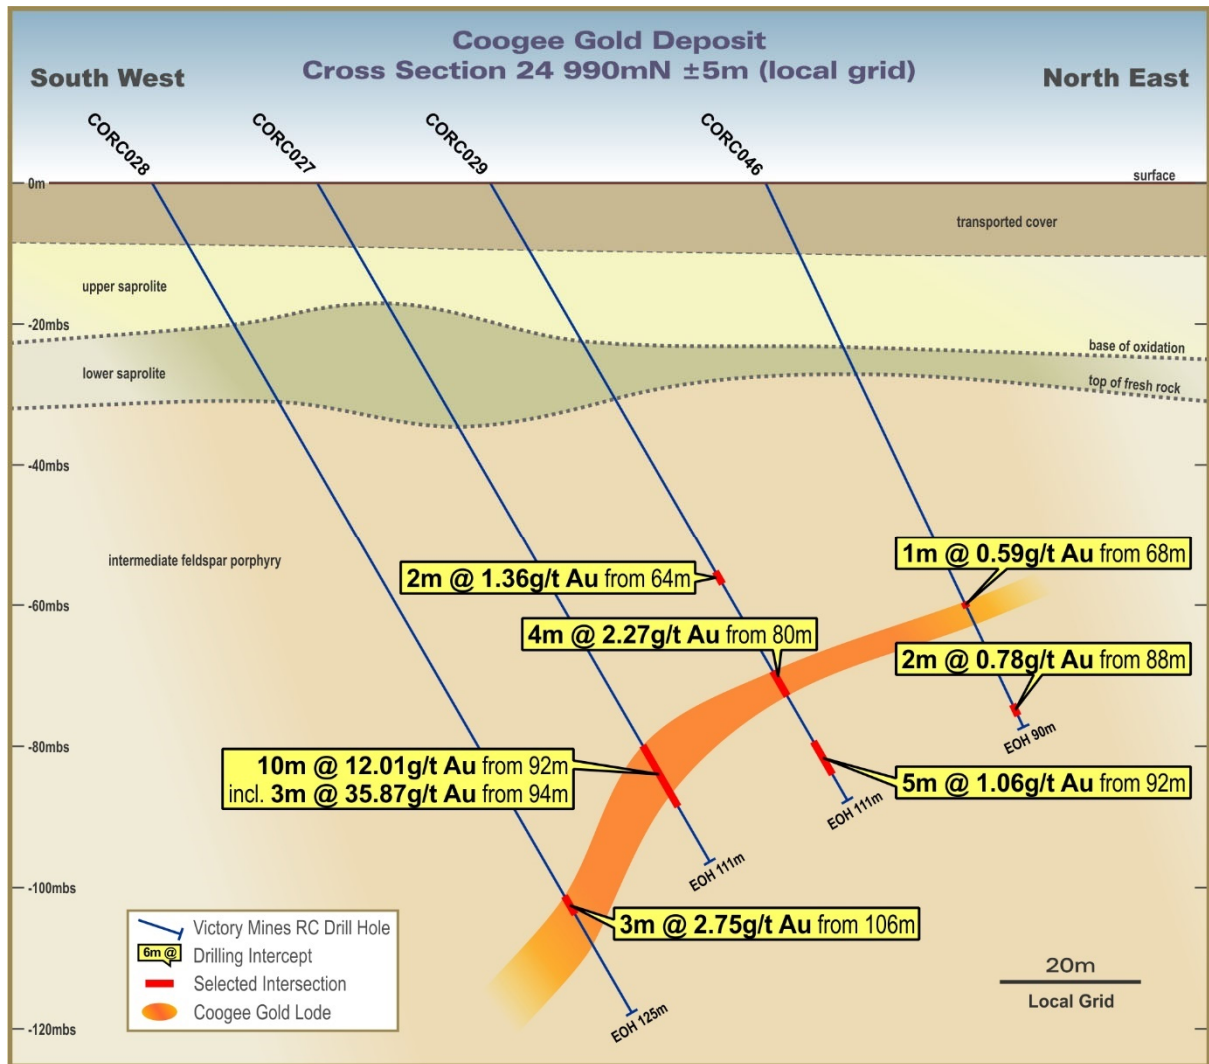 Coogee Gold Deposit
Cross Section 24 990mN ±5m (local grid)
South West
North East
CORC028
CORC027
CORC029
CORC046
0m
surface
transported cover
upper saprolite
-20mbs
base of oxidation
lower saprolite
top of fresh rock
-40mbs
intermediate feldspar porphyry
1m @ 0.59g/t Au from 68m
2m @ 1.36g/t Au from 64m
-60mbs
4m @ 2.27g/t Au from 80m
2m @ 0.78g/t Au from 88m
EOH 90m
-80mbs
10m @ 12.01g/t Au from 92m
incl. 3m @ 35.87g/t Au from 94m
5m @ 1.06g/t Au from 92m
EOH 111m
EOH 111m
-100mbs
3m @ 2.75g/t Au from 106m
Victory Mines RC Drill Hole
6m @
Drilling Intercept
Selected Intersection
Coogee Gold Lode
20m
Local Grid
EOH 125m
-120mbs